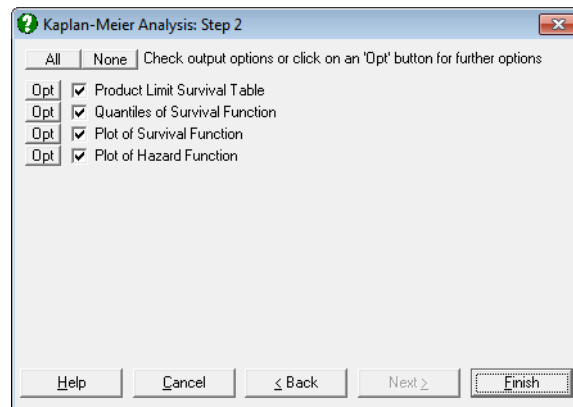 Kaplan-Meier Analysis: Step 2
All None Check output options or click on an 'Opt' button for further options
Opt Product Limit Survival Table
Opt Quantiles of Survival Function
Opt Plot of Survival Function
Opt Plot of Hazard Function
Help Cancel < Back Next > Finish